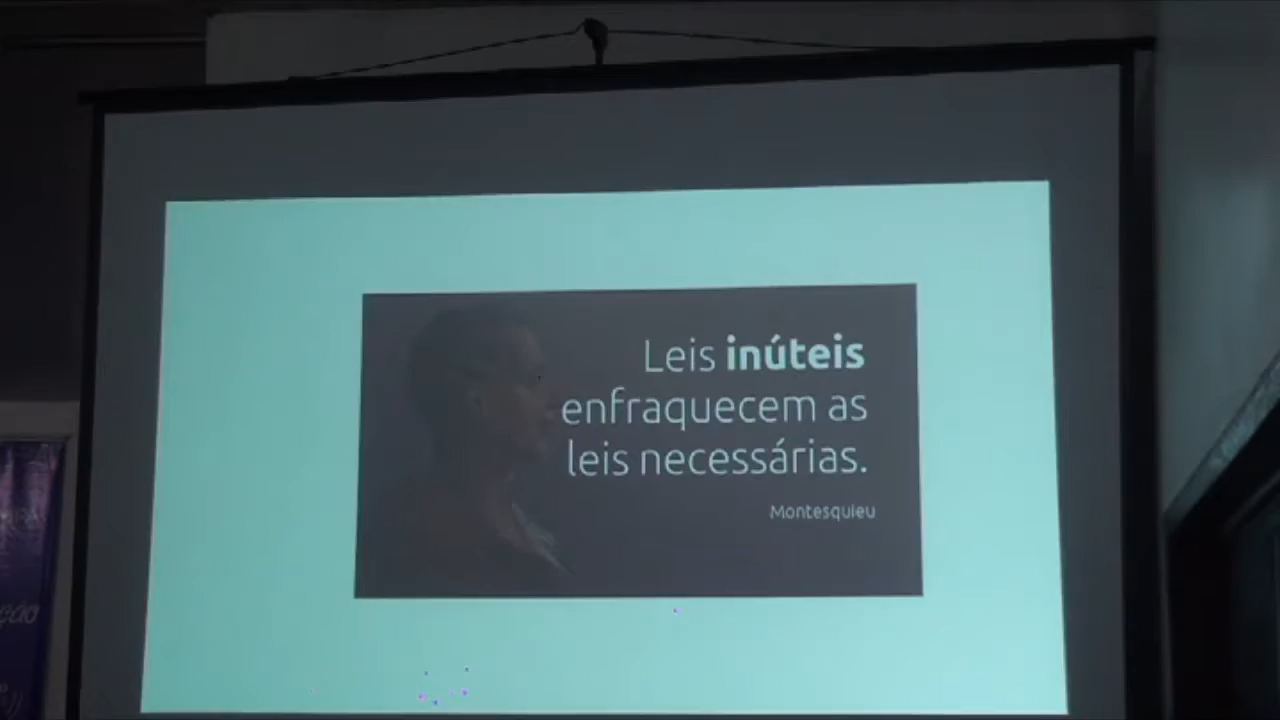 Leis inúteis
enfraquecem as
leis necessárias.
Montesquieu